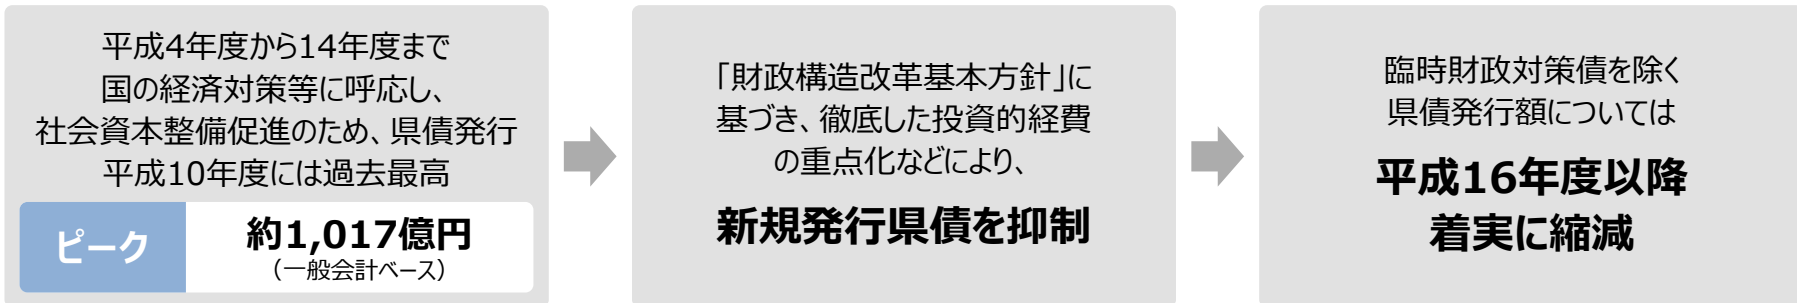 平成4年度から14年度まで
国の経済対策等に呼応し、
社会資本整備促進のため、県債発行
平成10年度には過去最高
ピーク
約1,017億円
（一般会計ベース）
「財政構造改革基本方針」に
基づき、徹底した投資的経費
の重点化などにより、
新規発行県債を抑制
臨時財政対策債を除く
県債発行額については
平成16年度以降
着実に縮減